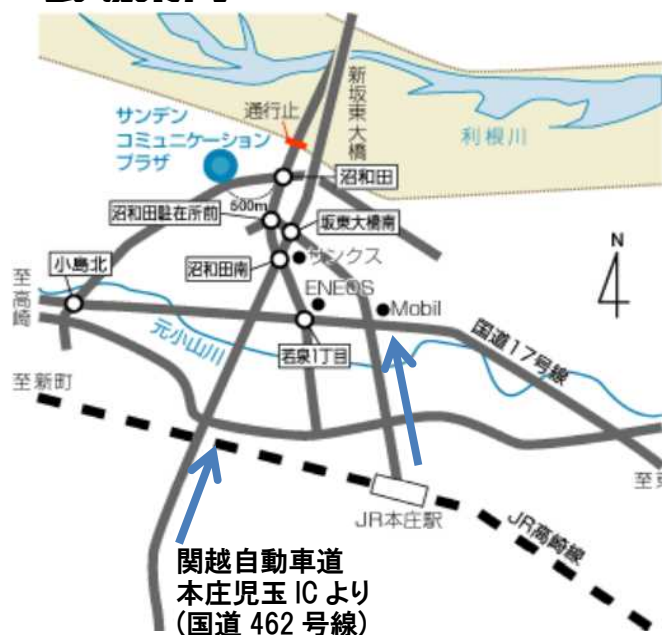 新坂東大橋
通行止
サンデン
コミュニケーション
プラザ
利根川
沼和田
500m
沼和田駐在所前
坂東大橋南
小島北
沼和田南
サンクス
至高崎
ENEOS
Mobil
N
元小山川
若泉1丁目
国道17号線
至新町
JR本庄駅
JR高崎線
関越自動車道
本庄児玉 IC より
(国道 462 号線)